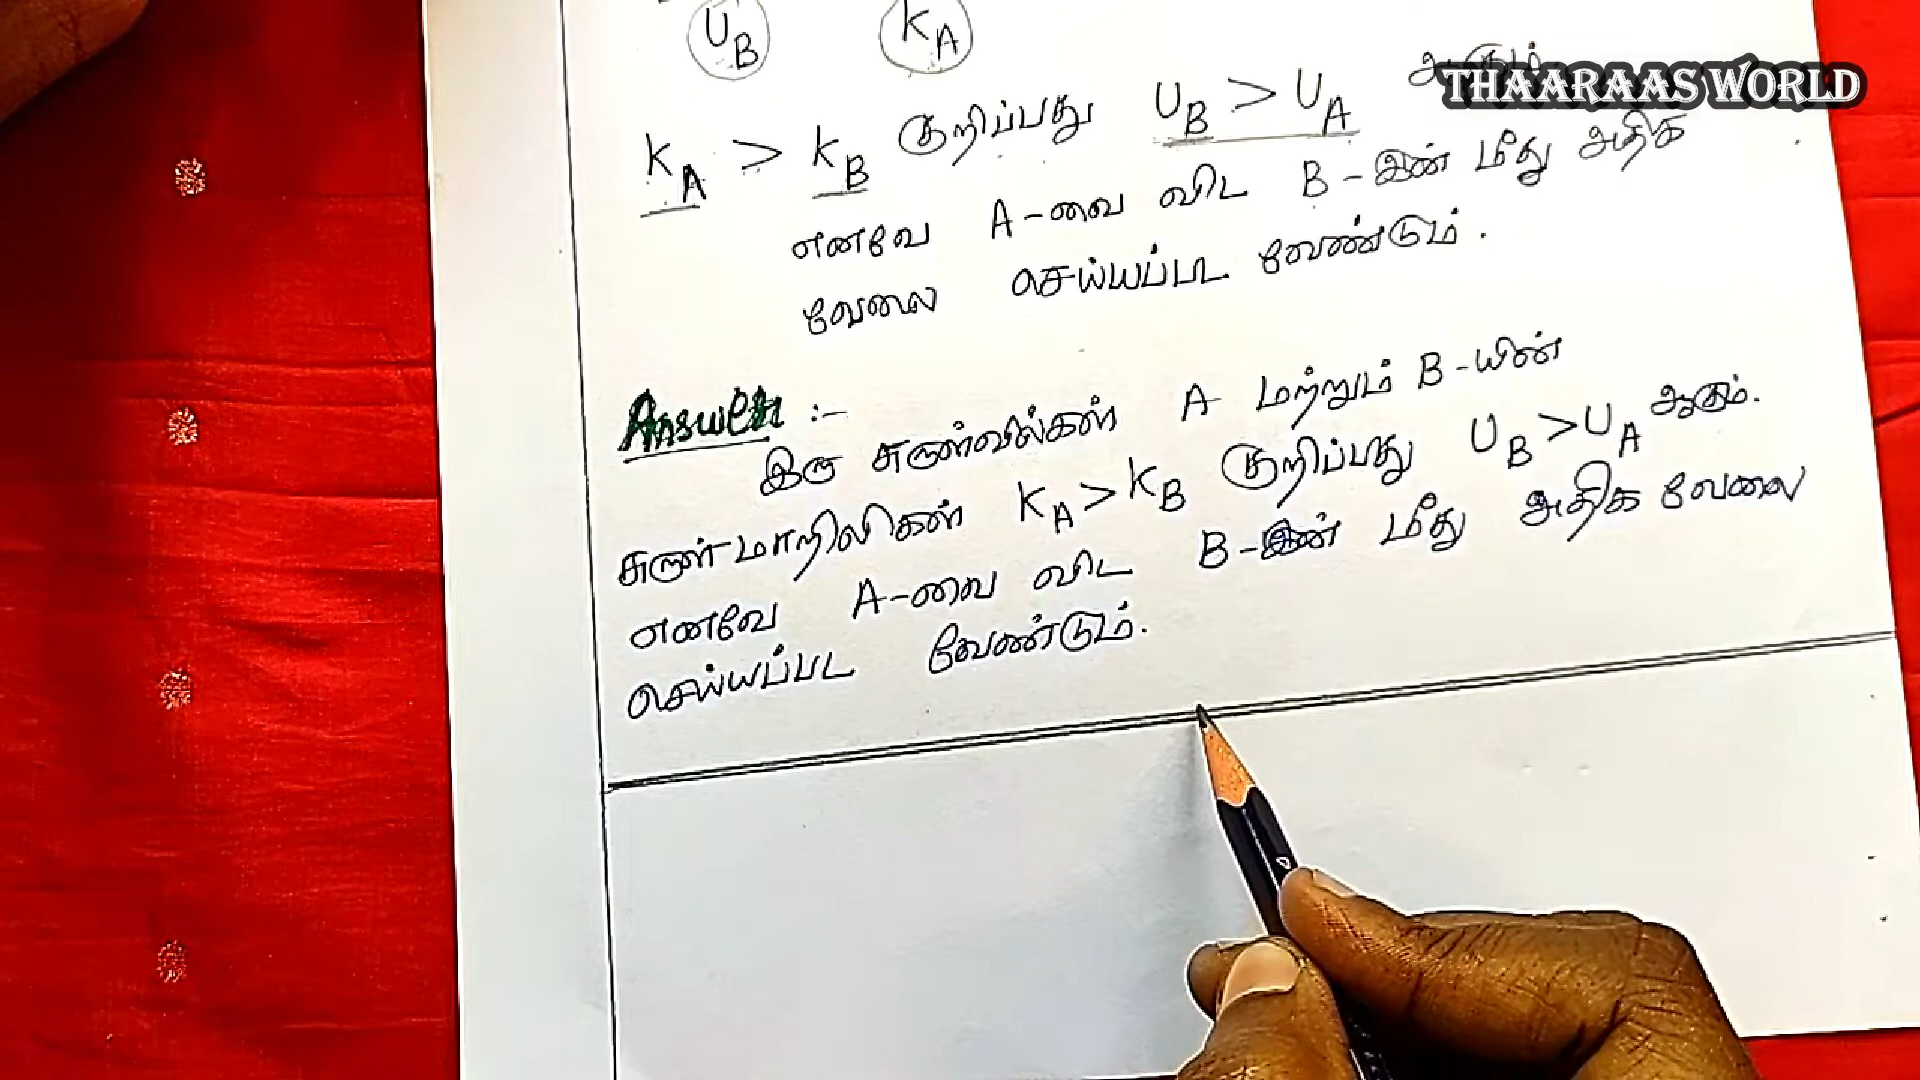 U_B K_A
ஆகும்.
THAARAAS WORLD
K_A > K_B குறிப்பது U_B > U_A
எனவே A-வை விட B-இன் மீது அதிக
வேலை செய்யப்பட வேண்டும்.
Answer :-
இரு சுருள்வில்கள் A மற்றும் B-யின்
சுருள் மாறிலிகள் K_A > K_B குறிப்பது U_B > U_A ஆகும்.
எனவே A-வை விட B-இன் மீது அதிக வேலை
செய்யப்பட வேண்டும்.